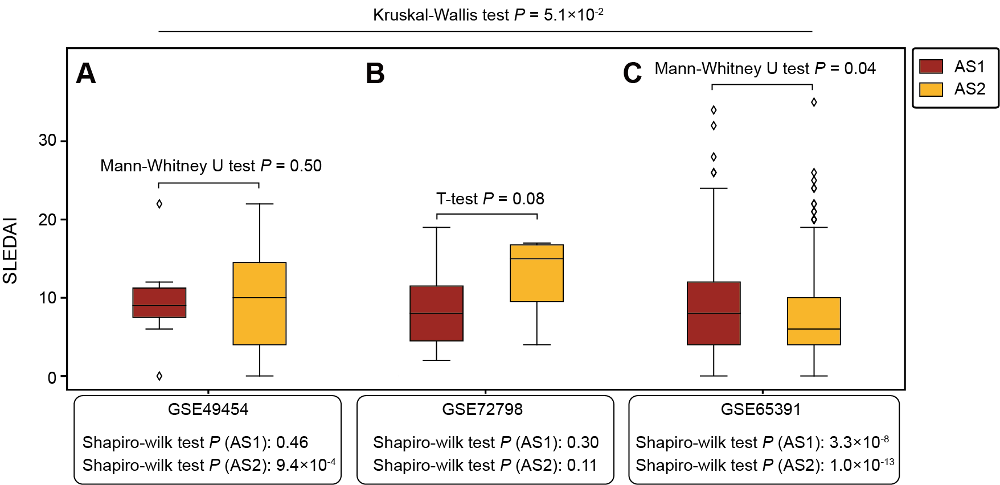 Kruskal-Wallis test P = 5.1×10⁻²
A
B
C
Mann-Whitney U test P = 0.04
AS1
AS2
Mann-Whitney U test P = 0.50
T-test P = 0.08
SLEDAI
30
20
10
0
GSE49454
Shapiro-wilk test P (AS1): 0.46
Shapiro-wilk test P (AS2): 9.4×10⁻⁴
GSE72798
Shapiro-wilk test P (AS1): 0.30
Shapiro-wilk test P (AS2): 0.11
GSE65391
Shapiro-wilk test P (AS1): 3.3×10⁻⁸
Shapiro-wilk test P (AS2): 1.0×10⁻¹³